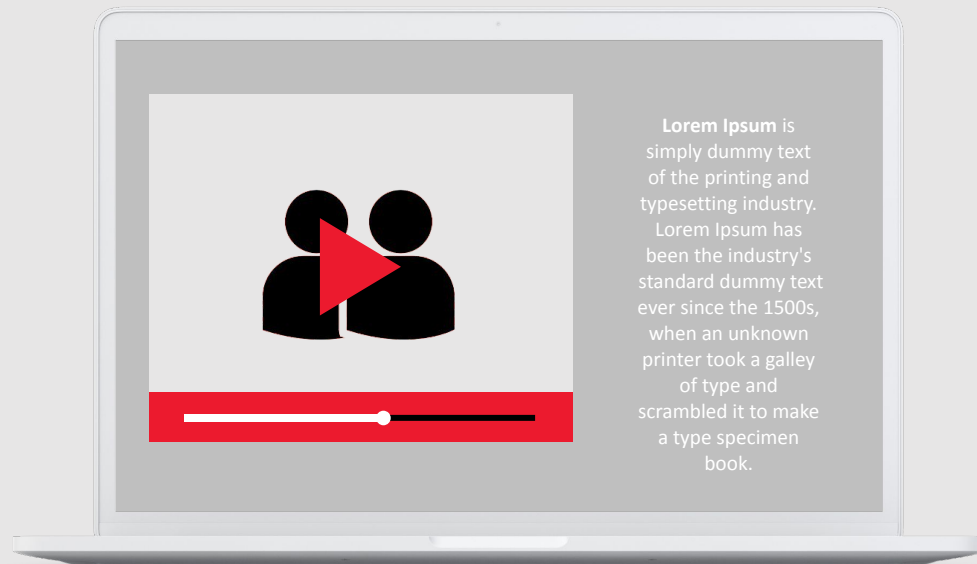 Lorem Ipsum is
simply dummy text
of the printing and
typesetting industry.
Lorem Ipsum has
been the industry's
standard dummy text
ever since the 1500s,
when an unknown
printer took a galley
of type and
scrambled it to make
a type specimen
book.